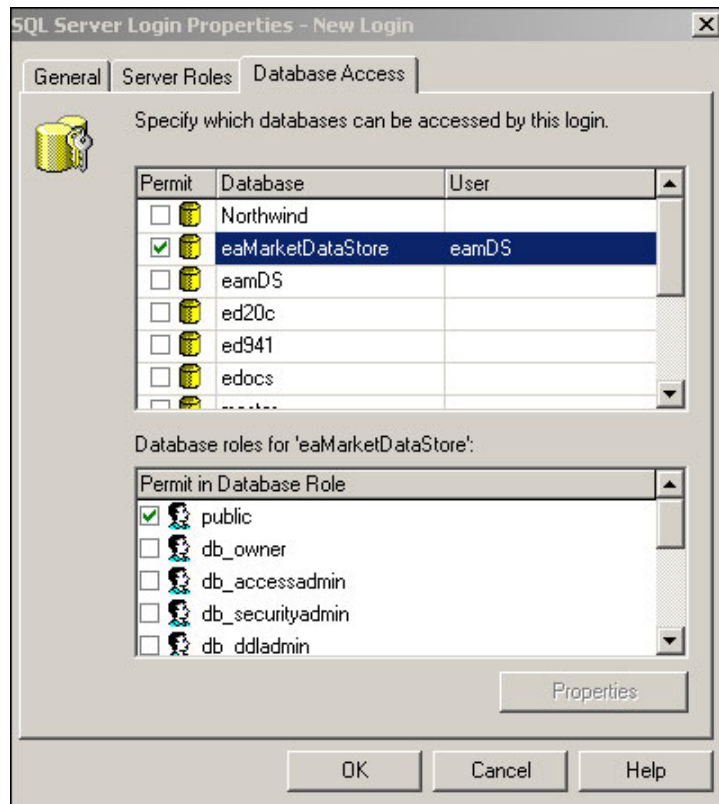 SQL Server Login Properties - New Login
General Server Roles Database Access
Specify which databases can be accessed by this login.
Permit Database User
Northwind
eaMarketDataStore eamDS
eamDS
ed20c
ed941
edocs
Database roles for 'eaMarketDataStore':
Permit in Database Role
public
db_owner
db_accessadmin
db_securityadmin
db_ddladmin
Properties
OK Cancel Help